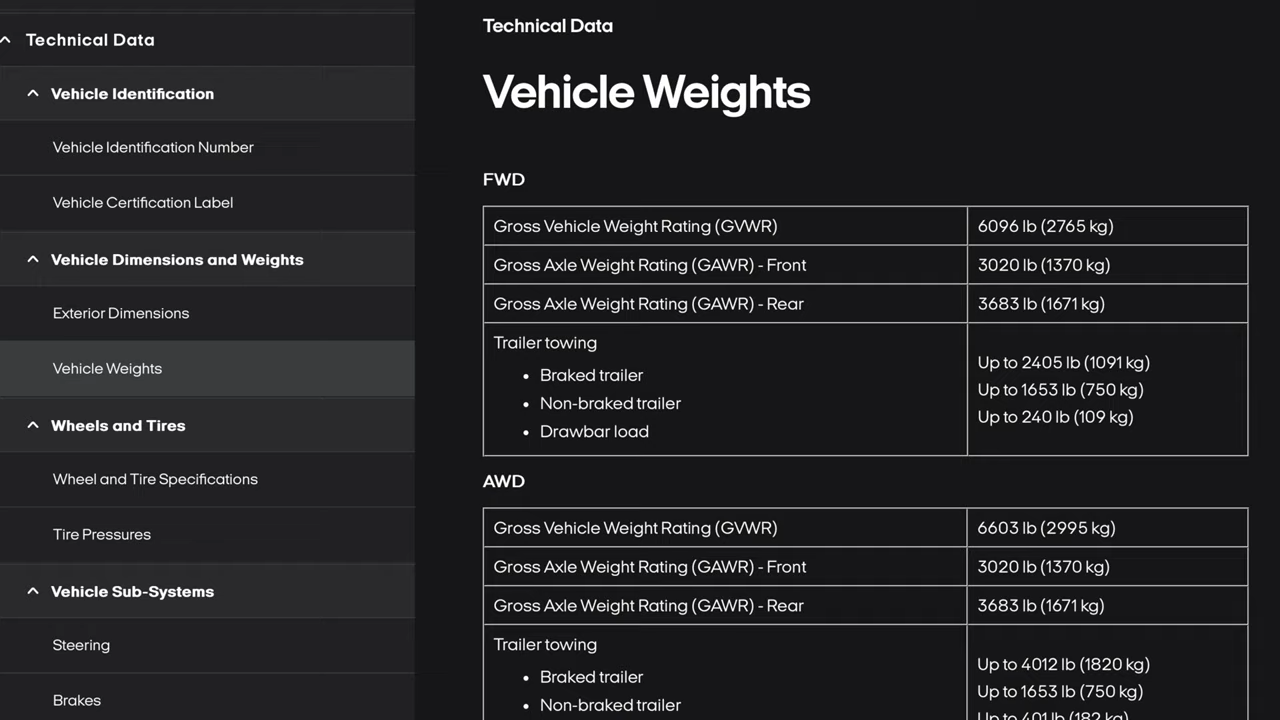 Technical Data
Vehicle Identification
Vehicle Identification Number
Vehicle Certification Label
Vehicle Dimensions and Weights
Exterior Dimensions
Vehicle Weights
Wheels and Tires
Wheel and Tire Specifications
Tire Pressures
Vehicle Sub-Systems
Steering
Brakes
Technical Data
Vehicle Weights
FWD
Gross Vehicle Weight Rating (GVWR) 6096 lb (2765 kg)
Gross Axle Weight Rating (GAWR) - Front 3020 lb (1370 kg)
Gross Axle Weight Rating (GAWR) - Rear 3683 lb (1671 kg)
Trailer towing
• Braked trailer Up to 2405 lb (1091 kg)
• Non-braked trailer Up to 1653 lb (750 kg)
• Drawbar load Up to 240 lb (109 kg)
AWD
Gross Vehicle Weight Rating (GVWR) 6603 lb (2995 kg)
Gross Axle Weight Rating (GAWR) - Front 3020 lb (1370 kg)
Gross Axle Weight Rating (GAWR) - Rear 3683 lb (1671 kg)
Trailer towing
• Braked trailer Up to 4012 lb (1820 kg)
• Non-braked trailer Up to 1653 lb (750 kg)
Up to 401 lb (182 kg)